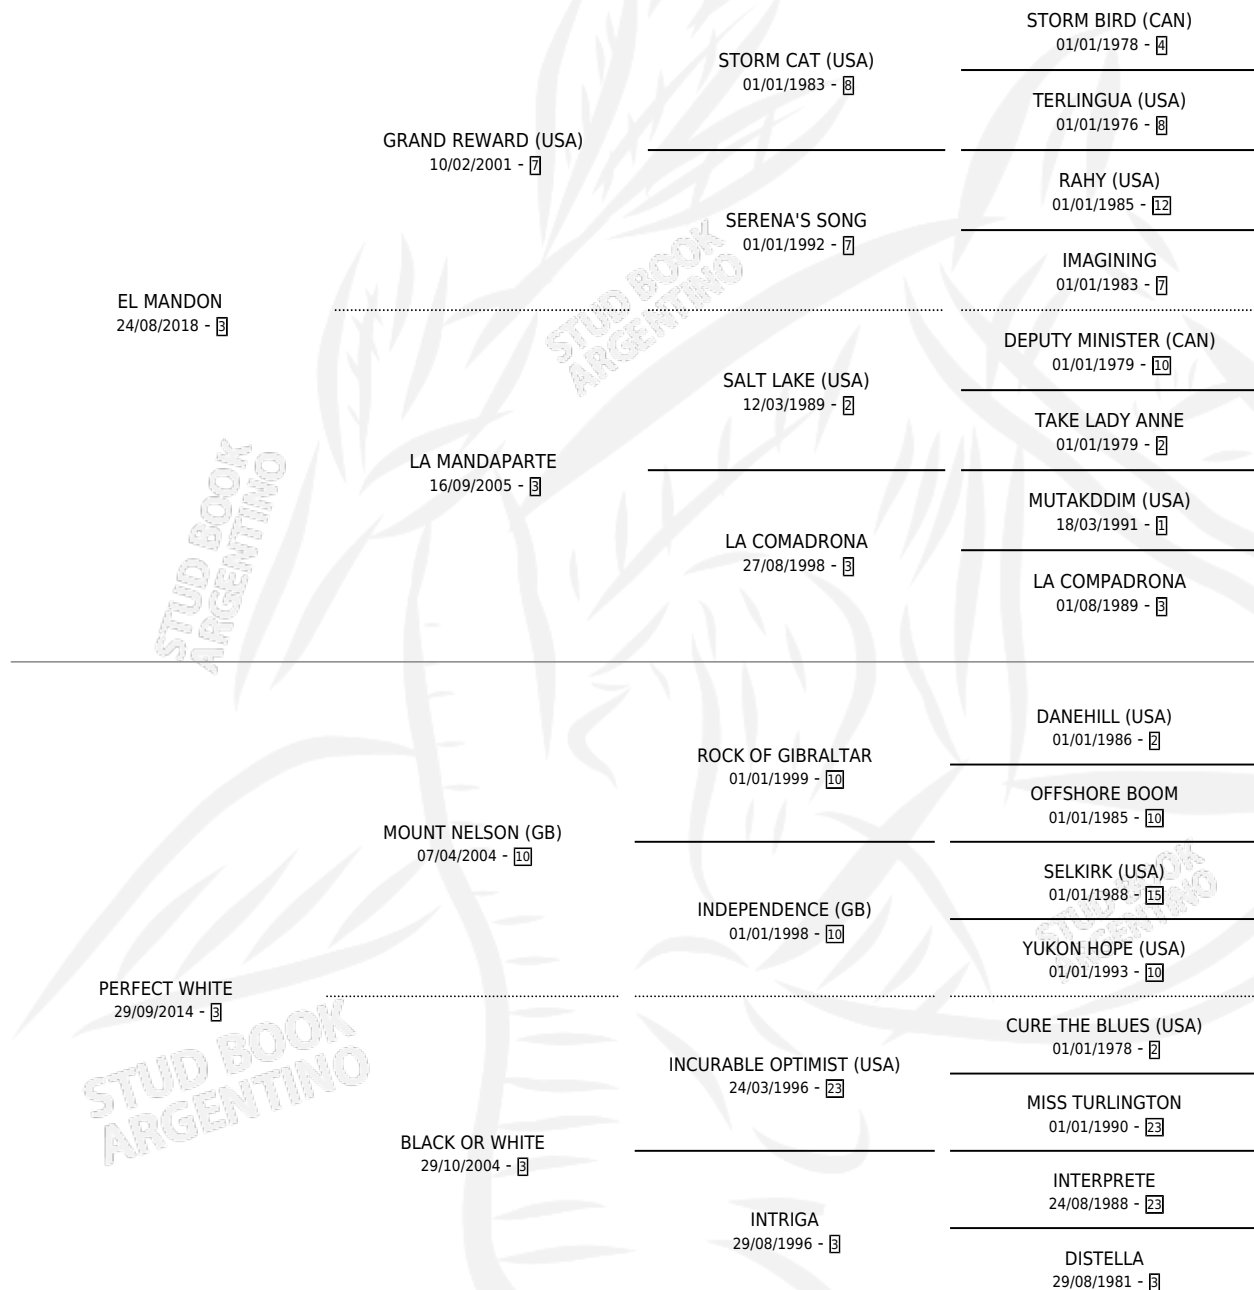 STORM BIRD (CAN)
01/01/1978 - 4
STORM CAT (USA)
01/01/1983 - 8
TERLINGUA (USA)
01/01/1976 - 8
GRAND REWARD (USA)
10/02/2001 - 7
RAHY (USA)
01/01/1985 - 12
SERENA'S SONG
01/01/1992 - 7
IMAGINING
01/01/1983 - 7
EL MANDON
24/08/2018 - 3
DEPUTY MINISTER (CAN)
01/01/1979 - 10
SALT LAKE (USA)
12/03/1989 - 2
TAKE LADY ANNE
01/01/1979 - 2
LA MANDAPARTE
16/09/2005 - 3
MUTAKDDIM (USA)
18/03/1991 - 1
LA COMADRONA
27/08/1998 - 3
LA COMPADRONA
01/08/1989 - 3
DANEHILL (USA)
01/01/1986 - 2
ROCK OF GIBRALTAR
01/01/1999 - 10
OFFSHORE BOOM
01/01/1985 - 10
MOUNT NELSON (GB)
07/04/2004 - 10
SELKIRK (USA)
01/01/1988 - 15
INDEPENDENCE (GB)
01/01/1998 - 10
YUKON HOPE (USA)
01/01/1993 - 10
PERFECT WHITE
29/09/2014 - 3
CURE THE BLUES (USA)
01/01/1978 - 2
INCURABLE OPTIMIST (USA)
24/03/1996 - 23
MISS TURLINGTON
01/01/1990 - 23
BLACK OR WHITE
29/10/2004 - 3
INTERPRETE
24/08/1988 - 23
INTRIGA
29/08/1996 - 3
DISTELLA
29/08/1981 - 3
STUD BOOK
ARGENTINO
STUD BOOK
ARGENTINO
STUD BOOK
ARGENTINO
STUD BOOK
ARGENTINO